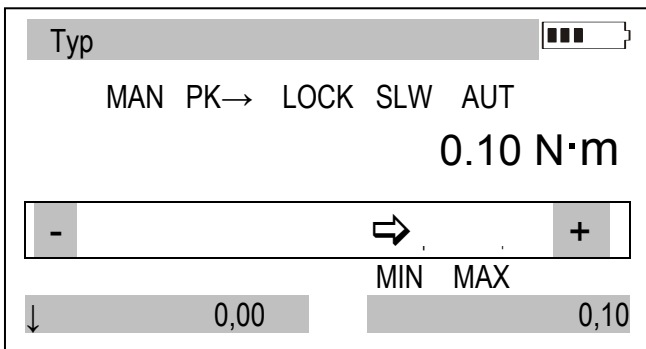 Typ
MAN PK→ LOCK SLW AUT
0.10 N·m
- ⇨ +
MIN MAX
↓ 0,00 0,10